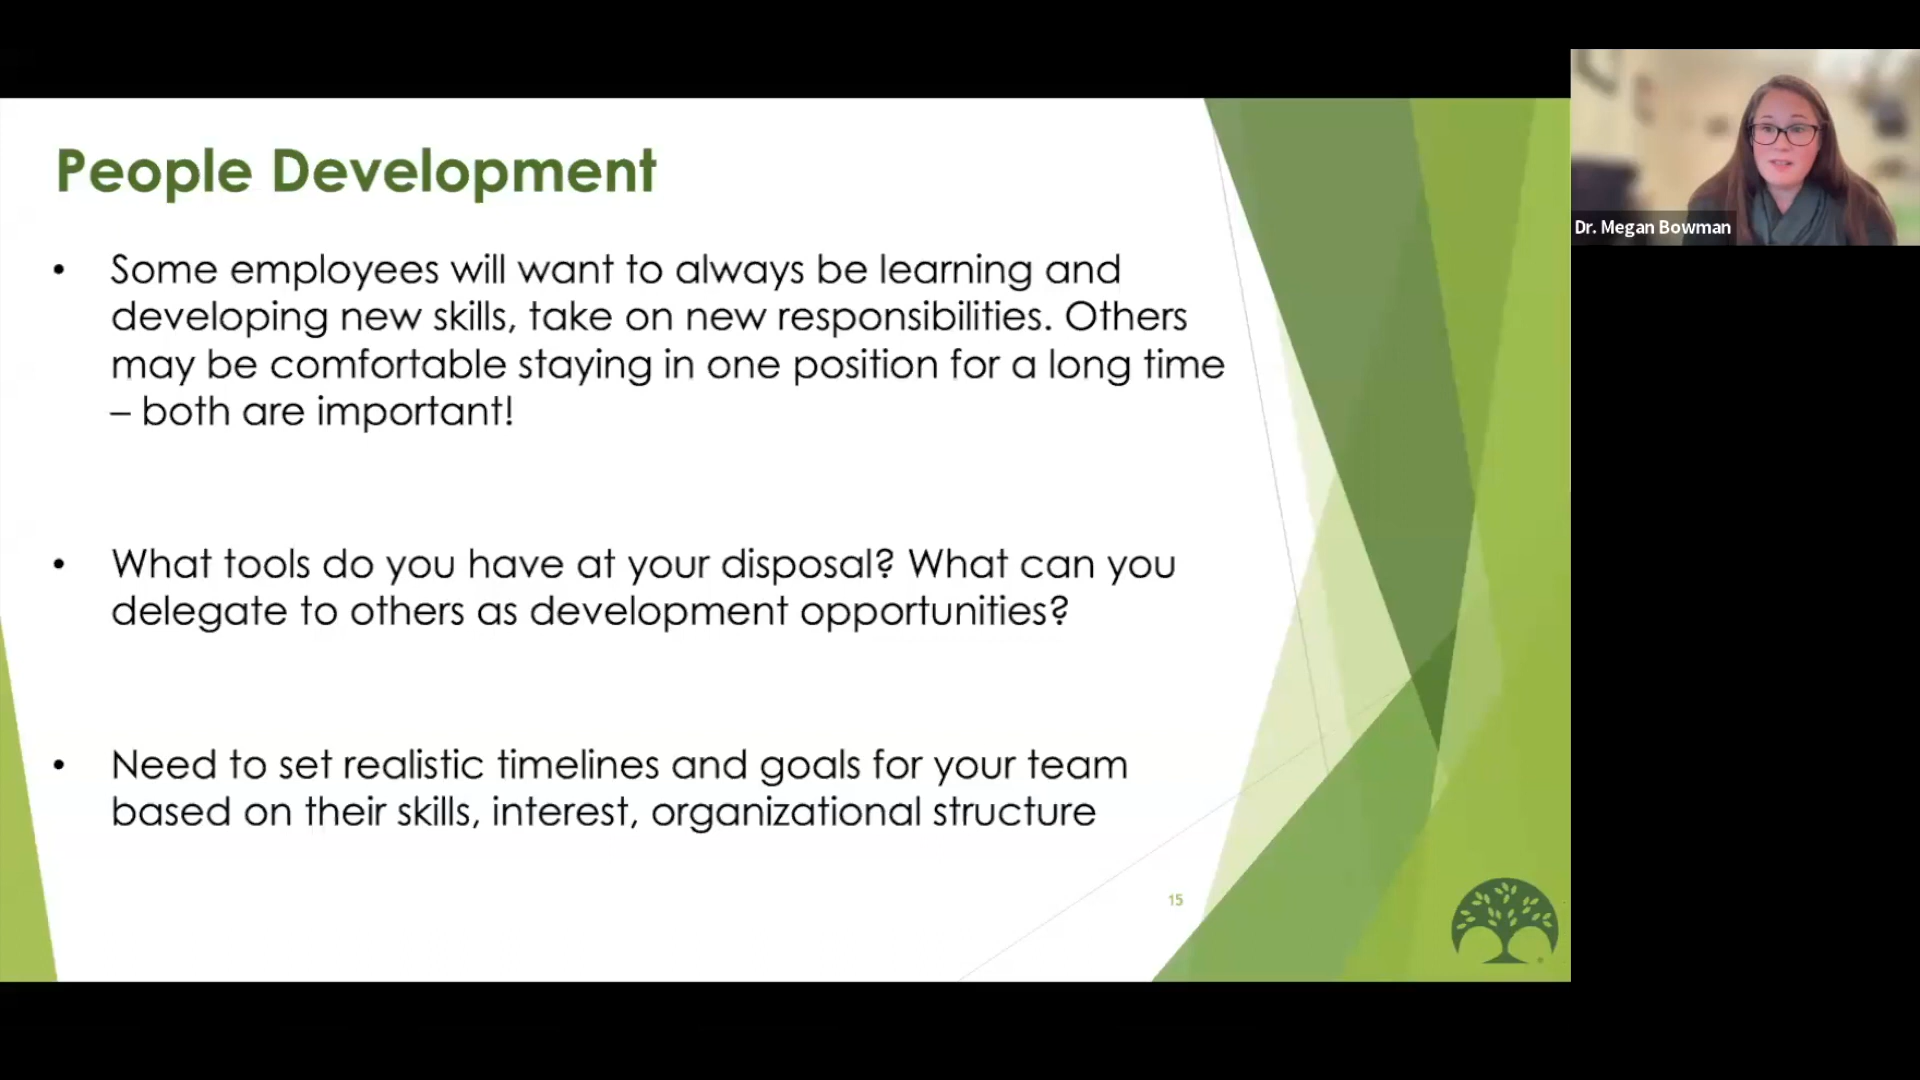 People Development
• Some employees will want to always be learning and
developing new skills, take on new responsibilities. Others
may be comfortable staying in one position for a long time
– both are important!
• What tools do you have at your disposal? What can you
delegate to others as development opportunities?
• Need to set realistic timelines and goals for your team
based on their skills, interest, organizational structure
15
Dr. Megan Bowman